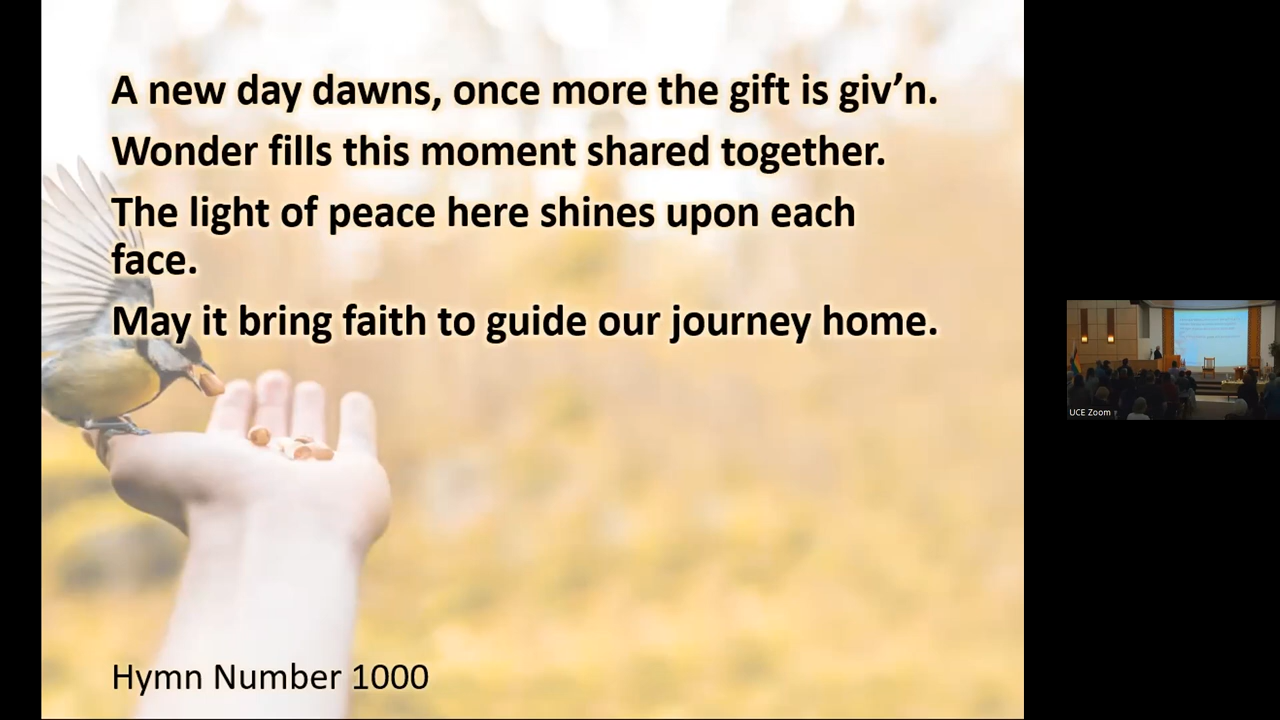 A new day dawns, once more the gift is giv’n.
Wonder fills this moment shared together.
The light of peace here shines upon each
face.
May it bring faith to guide our journey home.
Hymn Number 1000
UCE Zoom